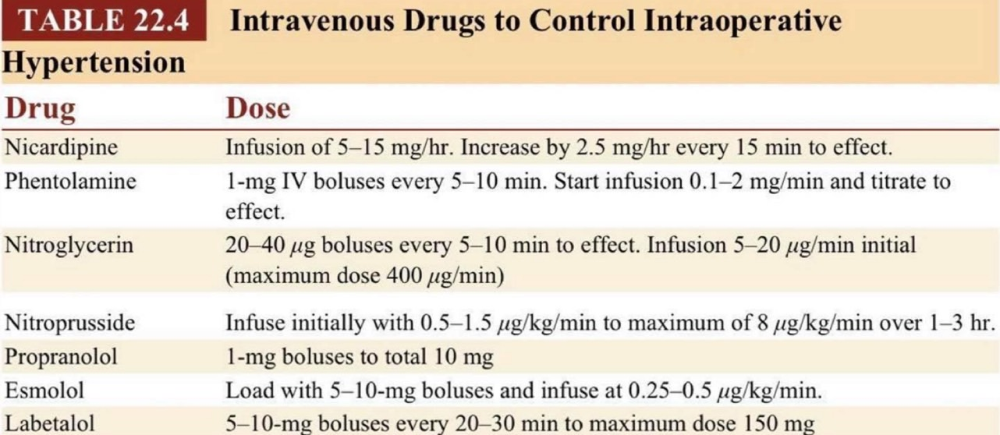 TABLE 22.4 Intravenous Drugs to Control Intraoperative
Hypertension
Drug Dose
Nicardipine Infusion of 5–15 mg/hr. Increase by 2.5 mg/hr every 15 min to effect.
Phentolamine 1-mg IV boluses every 5–10 min. Start infusion 0.1–2 mg/min and titrate to
effect.
Nitroglycerin 20–40 μg boluses every 5–10 min to effect. Infusion 5–20 μg/min initial
(maximum dose 400 μg/min)
Nitroprusside Infuse initially with 0.5–1.5 μg/kg/min to maximum of 8 μg/kg/min over 1–3 hr.
Propranolol 1-mg boluses to total 10 mg
Esmolol Load with 5–10-mg boluses and infuse at 0.25–0.5 μg/kg/min.
Labetalol 5–10-mg boluses every 20–30 min to maximum dose 150 mg